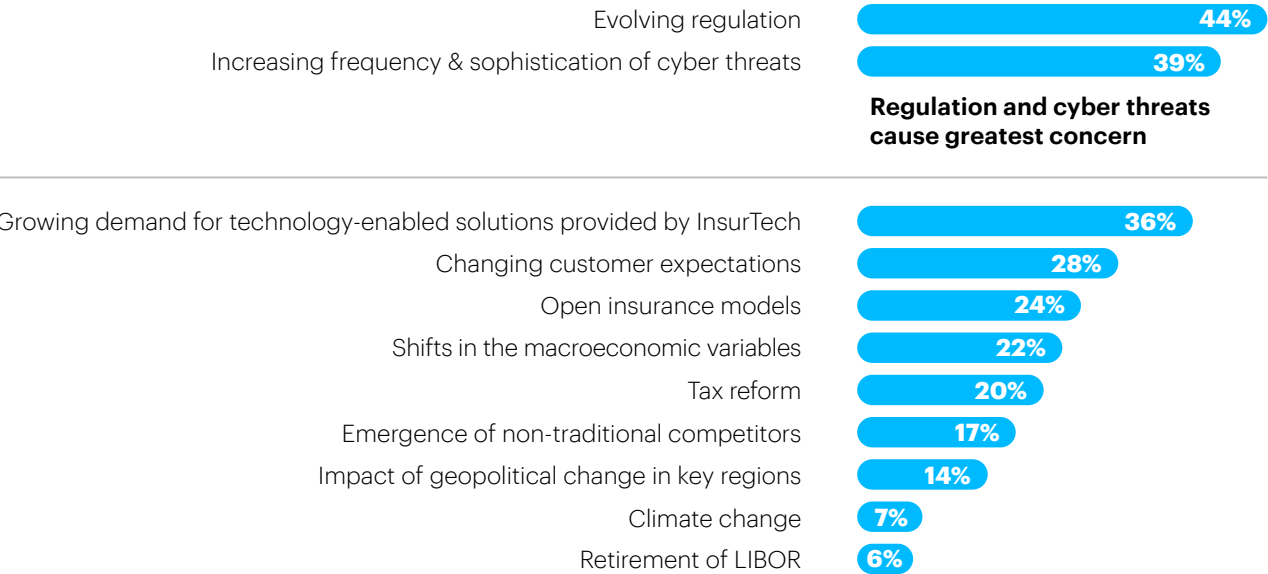 Evolving regulation 44%
Increasing frequency & sophistication of cyber threats 39%
Regulation and cyber threats
cause greatest concern
Growing demand for technology-enabled solutions provided by InsurTech 36%
Changing customer expectations 28%
Open insurance models 24%
Shifts in the macroeconomic variables 22%
Tax reform 20%
Emergence of non-traditional competitors 17%
Impact of geopolitical change in key regions 14%
Climate change 7%
Retirement of LIBOR 6%